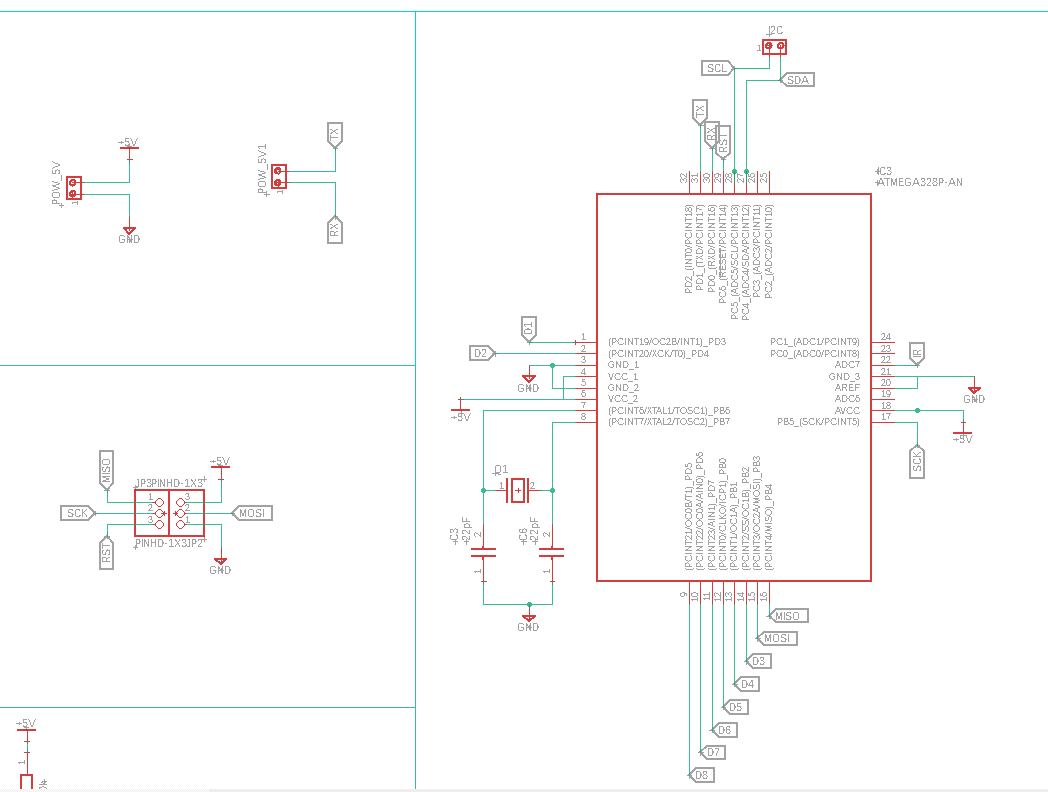 +5V
POW_5V
1
GND
POW_5V1
1
TX
RX
MISO
SCK
RST
JP3PINHD-1X3
1
2
3
3
2
1
PINHD-1X3JP2
+5V
MOSI
GND
+5V
1
I2C
1
SCL
SDA
TX
RX
RST
32
31
30
29
28
27
26
25
IC3
ATMEGA328P-AN
PD2_(INT0/PCINT18)
PD1_(TXD/PCINT17)
PD0_(RXD/PCINT16)
PC6_(RESET/PCINT14)
PC5_(ADC5/SCL/PCINT13)
PC4_(ADC4/SDA/PCINT12)
PC3_(ADC3/PCINT11)
PC2_(ADC2/PCINT10)
D1
D2
GND
+5V
1
2
3
4
5
6
7
8
(PCINT19/OC2B/INT1)_PD3
(PCINT20/XCK/T0)_PD4
GND_1
VCC_1
GND_2
VCC_2
(PCINT6/XTAL1/TOSC1)_PB6
(PCINT7/XTAL2/TOSC2)_PB7
PC1_(ADC1/PCINT9)
PC0_(ADC0/PCINT8)
ADC7
GND_3
AREF
ADC6
AVCC
PB5_(SCK/PCINT5)
24
23
22
21
20
19
18
17
IR
GND
+5V
SCK
Q1
1
2
C3
22pF
2
1
C6
22pF
2
1
GND
(PCINT21/OC0B/T1)_PD5
(PCINT22/OC0A/AIN0)_PD6
(PCINT23/AIN1)_PD7
(PCINT0/CLKO/ICP1)_PB0
(PCINT1/OC1A)_PB1
(PCINT2/SS/OC1B)_PB2
(PCINT3/OC2A/MOSI)_PB3
(PCINT4/MISO)_PB4
9
10
11
12
13
14
15
16
MISO
MOSI
D3
D4
D5
D6
D7
D8